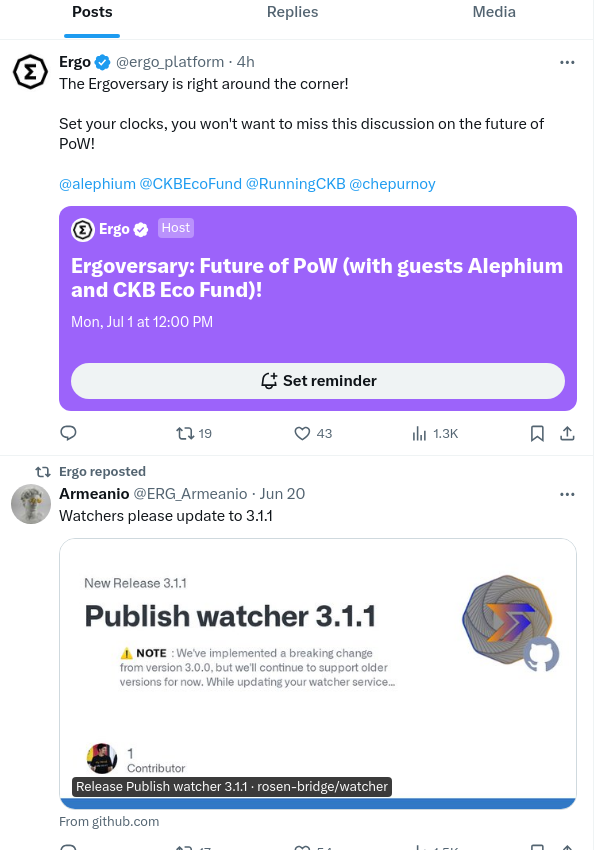 Posts Replies Media
Ergo @ergo_platform · 4h
The Ergoversary is right around the corner!
Set your clocks, you won't want to miss this discussion on the future of
PoW!
@alephium @CKBEcoFund @RunningCKB @chepurnoy
Ergo Host
Ergoversary: Future of PoW (with guests Alephium
and CKB Eco Fund)!
Mon, Jul 1 at 12:00 PM
Set reminder
19 43 1.3K
Ergo reposted
Armeanio @ERG_Armeanio · Jun 20
Watchers please update to 3.1.1
New Release 3.1.1
Publish watcher 3.1.1
⚠️ NOTE : We've implemented a breaking change
from version 3.0.0, but we'll continue to support older
versions for now. While updating your watcher service...
1
Contributor
Release Publish watcher 3.1.1 · rosen-bridge/watcher
From github.com